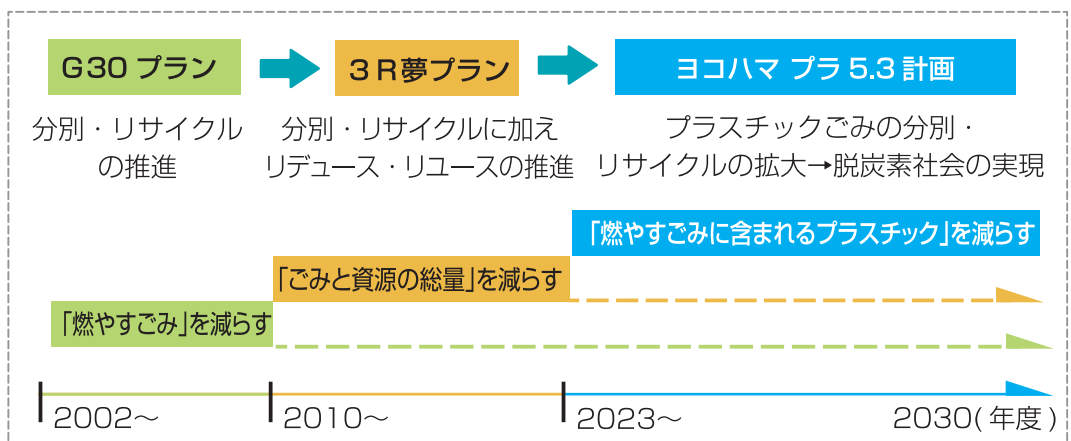 G30 プラン
3R夢プラン
ヨコハマ プラ 5.3 計画
分別・リサイクル
の推進
分別・リサイクルに加え
リデュース・リユースの推進
プラスチックごみの分別・
リサイクルの拡大→脱炭素社会の実現
「燃やすごみに含まれるプラスチック」を減らす
「ごみと資源の総量」を減らす
「燃やすごみ」を減らす
2002～
2010～
2023～
2030(年度)